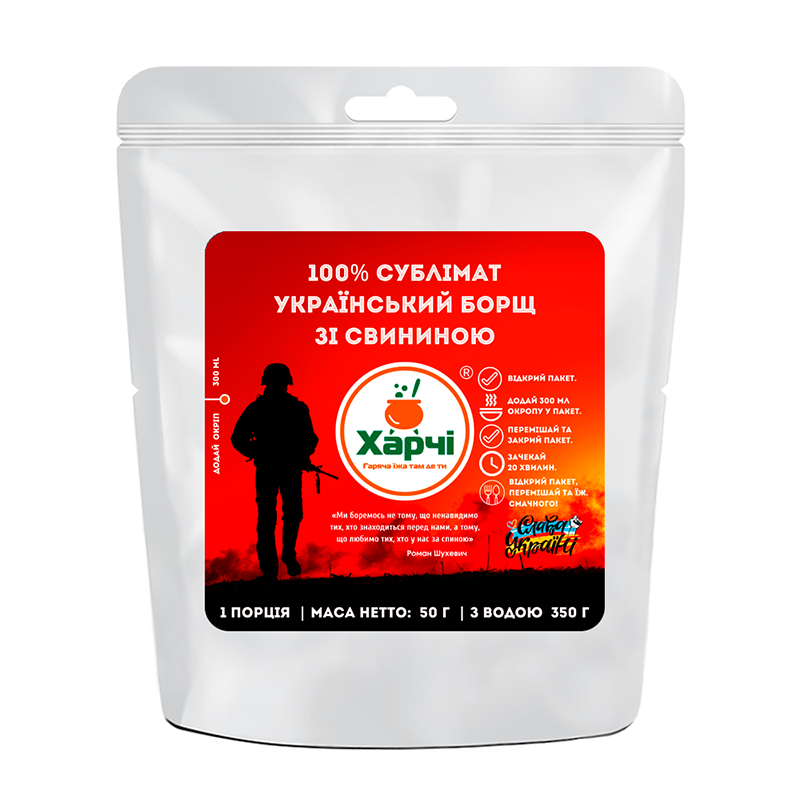 100% СУБЛІМАТ
УКРАЇНСЬКИЙ БОРЩ
ЗІ СВИНИНОЮ
ДОДАЙ ОКРІП 300 ML
®
Харчі
Гаряча їжа там де ти
ВІДКРИЙ ПАКЕТ.
ДОДАЙ 300 МЛ
ОКРОПУ У ПАКЕТ.
ПЕРЕМІШАЙ ТА
ЗАКРИЙ ПАКЕТ.
ЗАЧЕКАЙ
20 ХВИЛИН.
ВІДКРИЙ ПАКЕТ,
ПЕРЕМІШАЙ ТА ЇЖ.
СМАЧНОГО!
«Ми боремось не тому, що ненавидимо
тих, хто знаходиться перед нами, а тому,
що любимо тих, хто у нас за спиною»
Роман Шухевич
Слава
Україні
1 ПОРЦІЯ | МАСА НЕТТО: 50 Г | З ВОДОЮ 350 Г